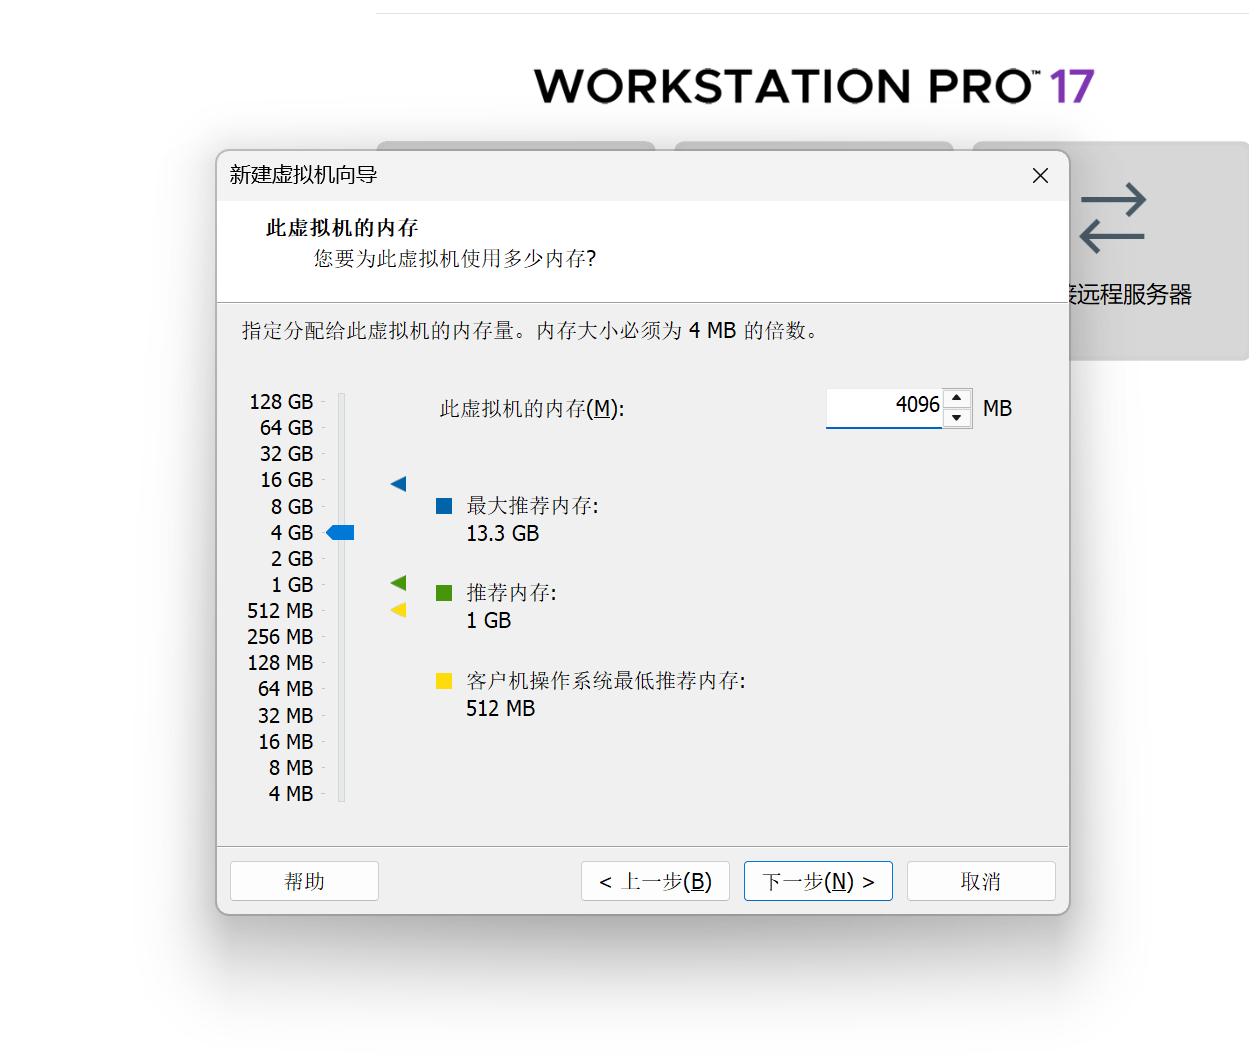 WORKSTATION PRO™ 17
新建虚拟机向导
此虚拟机的内存
您要为此虚拟机使用多少内存?
接远程服务器
指定分配给此虚拟机的内存量。内存大小必须为 4 MB 的倍数。
128 GB
64 GB
32 GB
16 GB
8 GB
4 GB
2 GB
1 GB
512 MB
256 MB
128 MB
64 MB
32 MB
16 MB
8 MB
4 MB
此虚拟机的内存(M): 4096 MB
最大推荐内存:
13.3 GB
推荐内存:
1 GB
客户机操作系统最低推荐内存:
512 MB
帮助 < 上一步(B) 下一步(N) > 取消